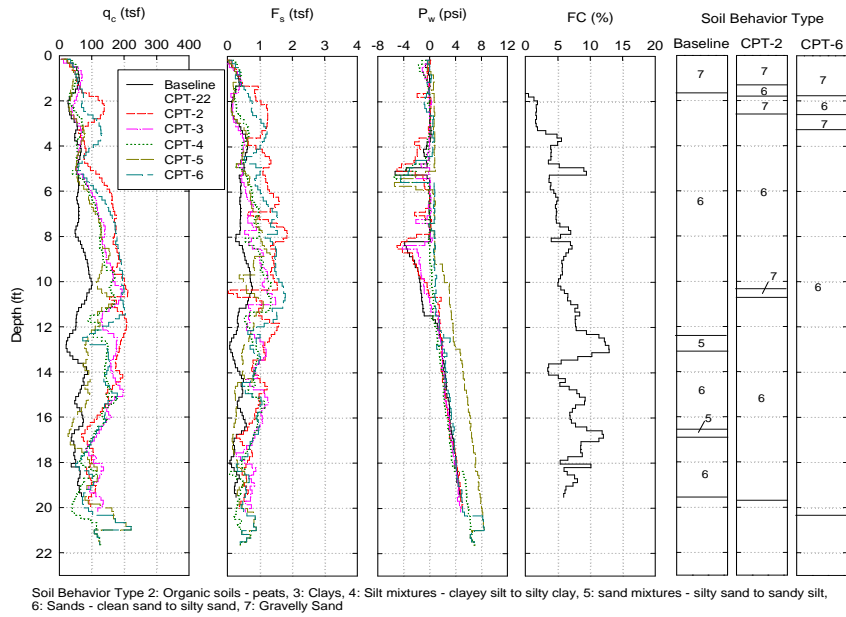 q_c (tsf)
F_s (tsf)
P_w (psi)
FC (%)
Soil Behavior Type
Baseline
CPT-2
CPT-6
0 100 200 300 400
0 1 2 3 4
-8 -4 0 4 8 12
0 5 10 15 20
Depth (ft)
0
2
4
6
8
10
12
14
16
18
20
22
Baseline
CPT-22
CPT-2
CPT-3
CPT-4
CPT-5
CPT-6
7
6
5
6
5
6
7
6
7
6
7
6
7
6
7
6
Soil Behavior Type 2: Organic soils - peats, 3: Clays, 4: Silt mixtures - clayey silt to silty clay, 5: sand mixtures - silty sand to sandy silt,
6: Sands - clean sand to silty sand, 7: Gravelly Sand